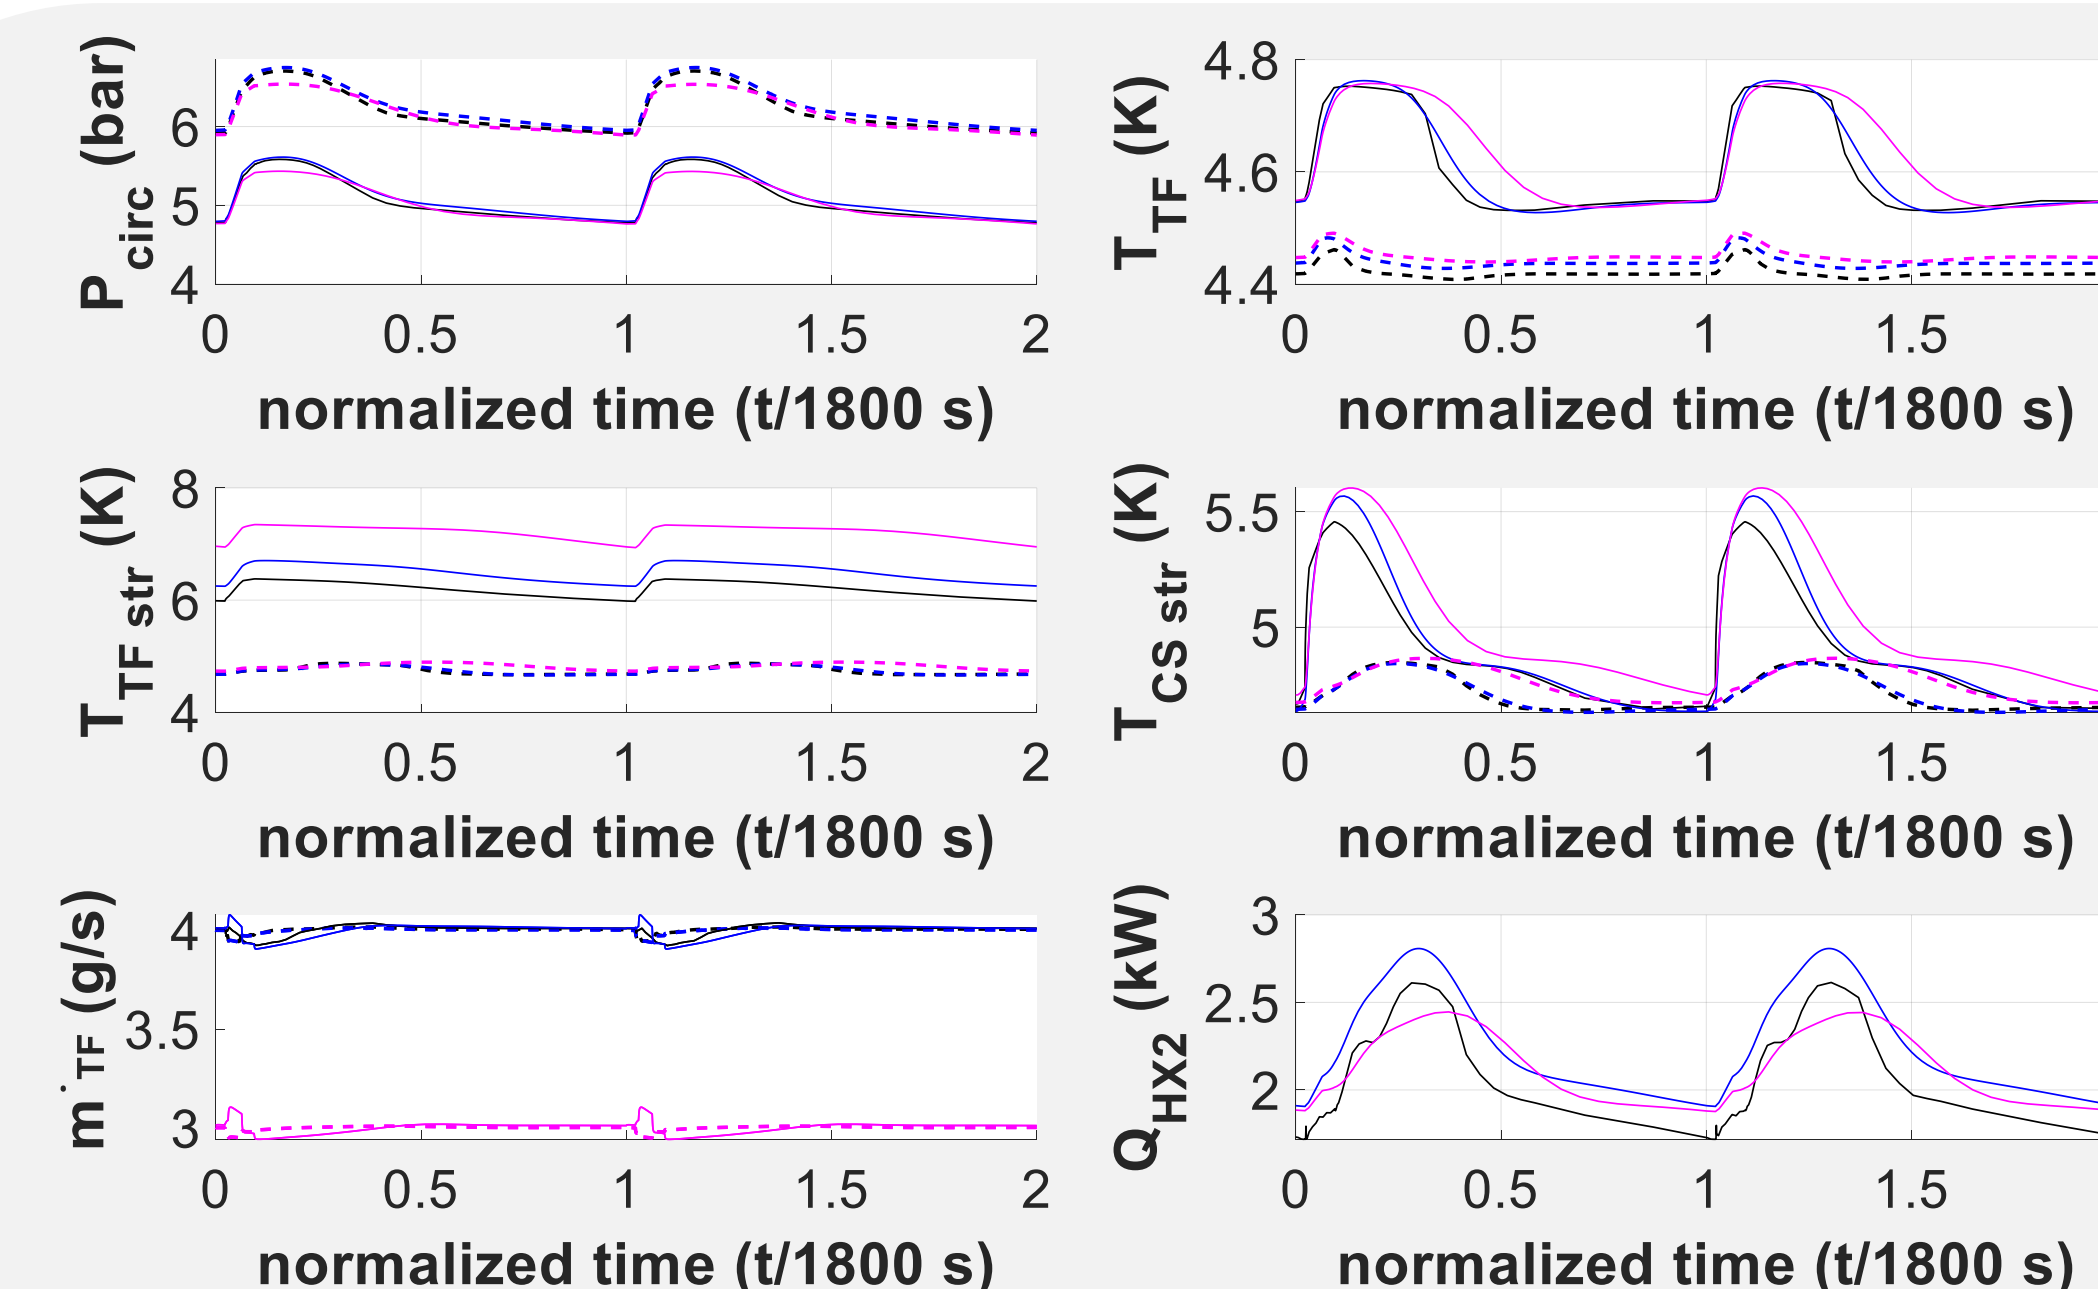 P circ (bar)
6
5
4
0 0.5 1 1.5 2
normalized time (t/1800 s)
T TF (K)
4.8
4.6
4.4
0 0.5 1 1.5
normalized time (t/1800 s)
T TF str (K)
8
6
4
0 0.5 1 1.5 2
normalized time (t/1800 s)
T CS str (K)
5.5
5
0 0.5 1 1.5
normalized time (t/1800 s)
ṁ TF (g/s)
4
3.5
3
0 0.5 1 1.5 2
normalized time (t/1800 s)
Q HX2 (kW)
3
2.5
2
0 0.5 1 1.5
normalized time (t/1800 s)